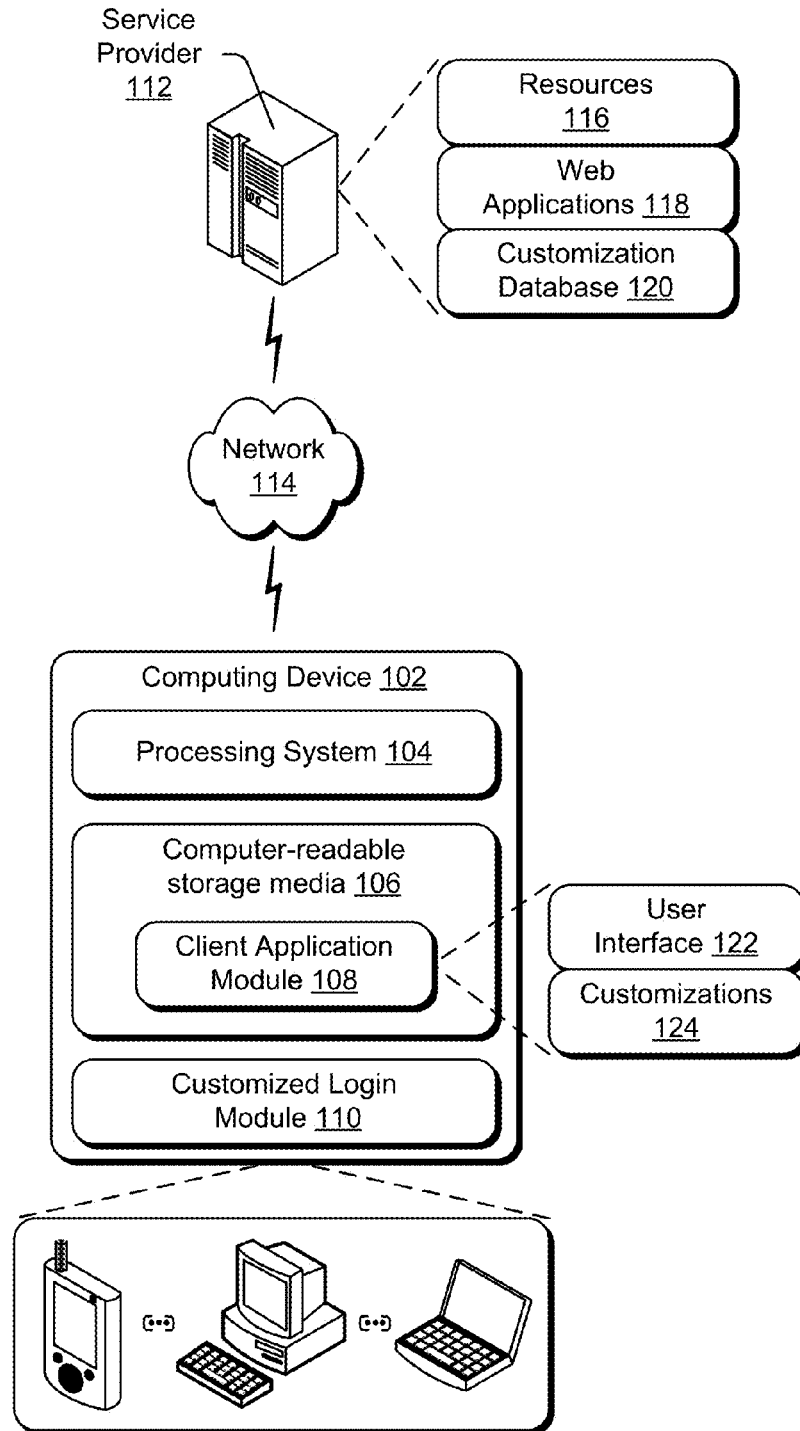 Service
Provider
112
Resources
116
Web
Applications 118
Customization
Database 120
Network
114
Computing Device 102
Processing System 104
Computer-readable
storage media 106
Client Application
Module 108
User
Interface 122
Customizations
124
Customized Login
Module 110